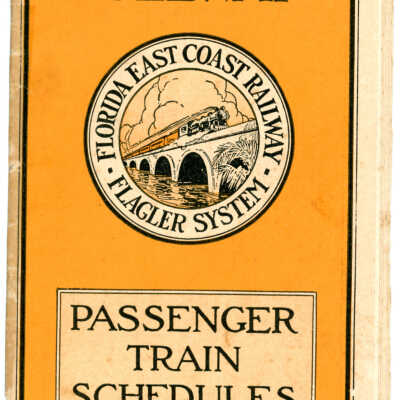 FLORIDA EAST COAST RAILWAY
· FLAGLER SYSTEM ·
PASSENGER
TRAIN
SCHEDULES